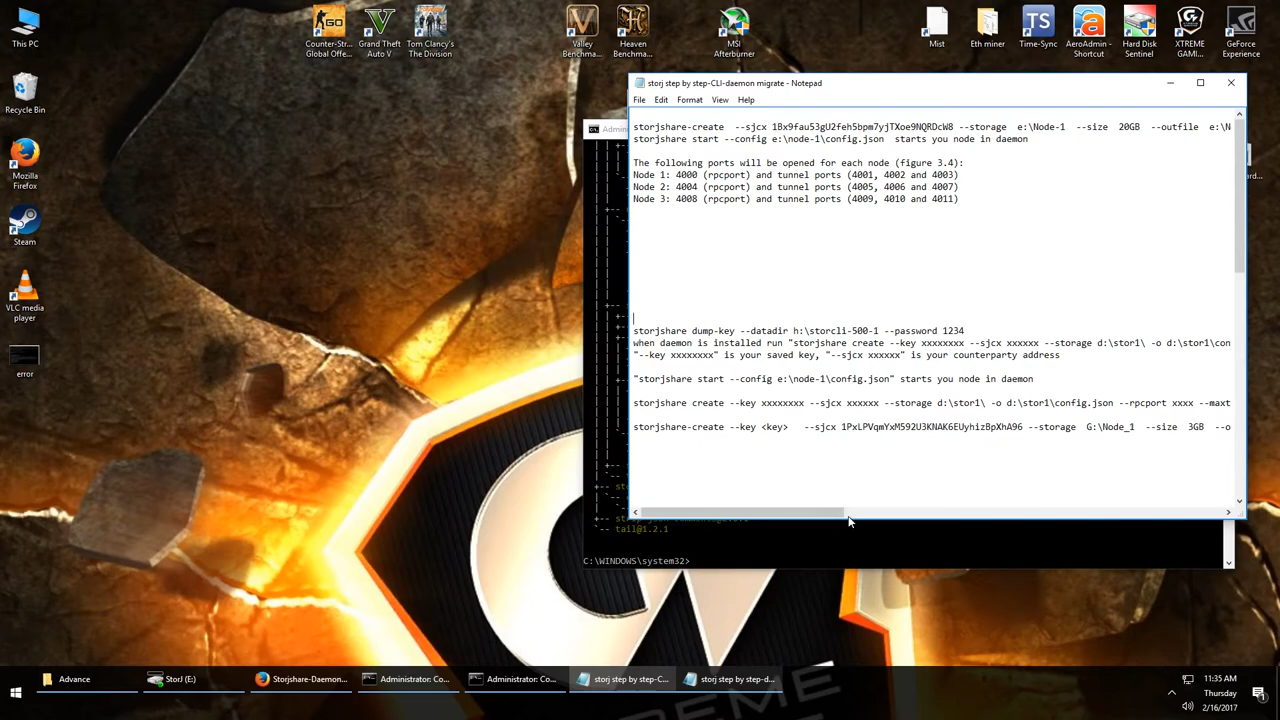 This PC
Recycle Bin
Mozilla
Firefox
Steam
VLC media
player
error
Counter-Str...
Global Offe...
Grand Theft
Auto V
Tom Clancy's
The Division
Valley
Benchma...
Heaven
Benchma...
MSI
Afterburner
Mist
Eth miner
Time-Sync
AeroAdmin -
Shortcut
Hard Disk
Sentinel
XTREME
GAMI...
GeForce
Experience
storj step by step-CLI-daemon migrate - Notepad
File Edit Format View Help
storjshare-create --sjcx 1Bx9fau53gU2feh5bpm7yjTXoe9NQRDcW8 --storage e:\Node-1 --size 20GB --outfile e:\N
storjshare start --config e:\node-1\config.json starts you node in daemon
The following ports will be opened for each node (figure 3.4):
Node 1: 4000 (rpcport) and tunnel ports (4001, 4002 and 4003)
Node 2: 4004 (rpcport) and tunnel ports (4005, 4006 and 4007)
Node 3: 4008 (rpcport) and tunnel ports (4009, 4010 and 4011)
storjshare dump-key --datadir h:\storcli-500-1 --password 1234
when daemon is installed run "storjshare create --key xxxxxxxx --sjcx xxxxxx --storage d:\stor1\ -o d:\stor1\con
"--key xxxxxxxx" is your saved key, "--sjcx xxxxxx" is your counterparty address
"storjshare start --config e:\node-1\config.json" starts you node in daemon
storjshare create --key xxxxxxxx --sjcx xxxxxx --storage d:\stor1\ -o d:\stor1\config.json --rpcport xxxx --maxt
storjshare-create --key <key> --sjcx 1PxLPVqmYxM592U3KNAK6EUyhizBpXhA96 --storage G:\Node_1 --size 3GB --o
Admin
+-- st
`-- tail@1.2.1
C:\WINDOWS\system32>
Advance
StorJ (E:)
Storjshare-Daemon...
Administrator: Co...
Administrator: Co...
storj step by step-C...
storj step by step-d...
11:35 AM
Thursday
2/16/2017